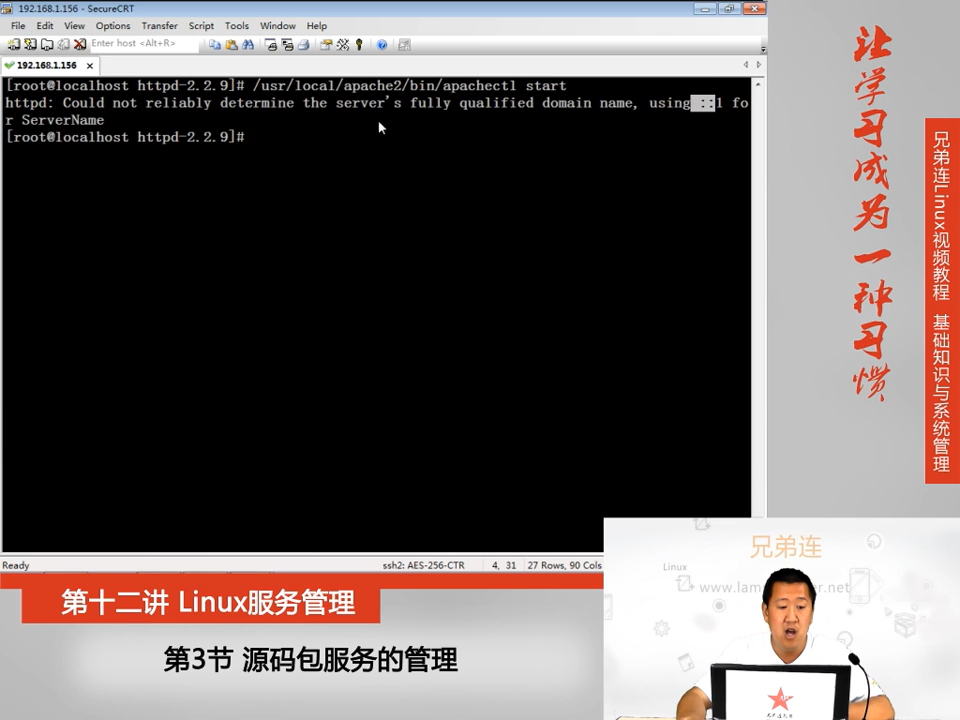 192.168.1.156 - SecureCRT
File Edit View Options Transfer Script Tools Window Help
Enter host <Alt+R>
192.168.1.156
[root@localhost httpd-2.2.9]# /usr/local/apache2/bin/apachectl start
httpd: Could not reliably determine the server's fully qualified domain name, using ::1 fo
r ServerName
[root@localhost httpd-2.2.9]#
Ready ssh2: AES-256-CTR 4, 31 27 Rows, 90 Cols
让学习成为一种习惯
兄弟连Linux视频教程 基础知识与系统管理
第十二讲 Linux服务管理
第3节 源码包服务的管理
兄弟连
Linux